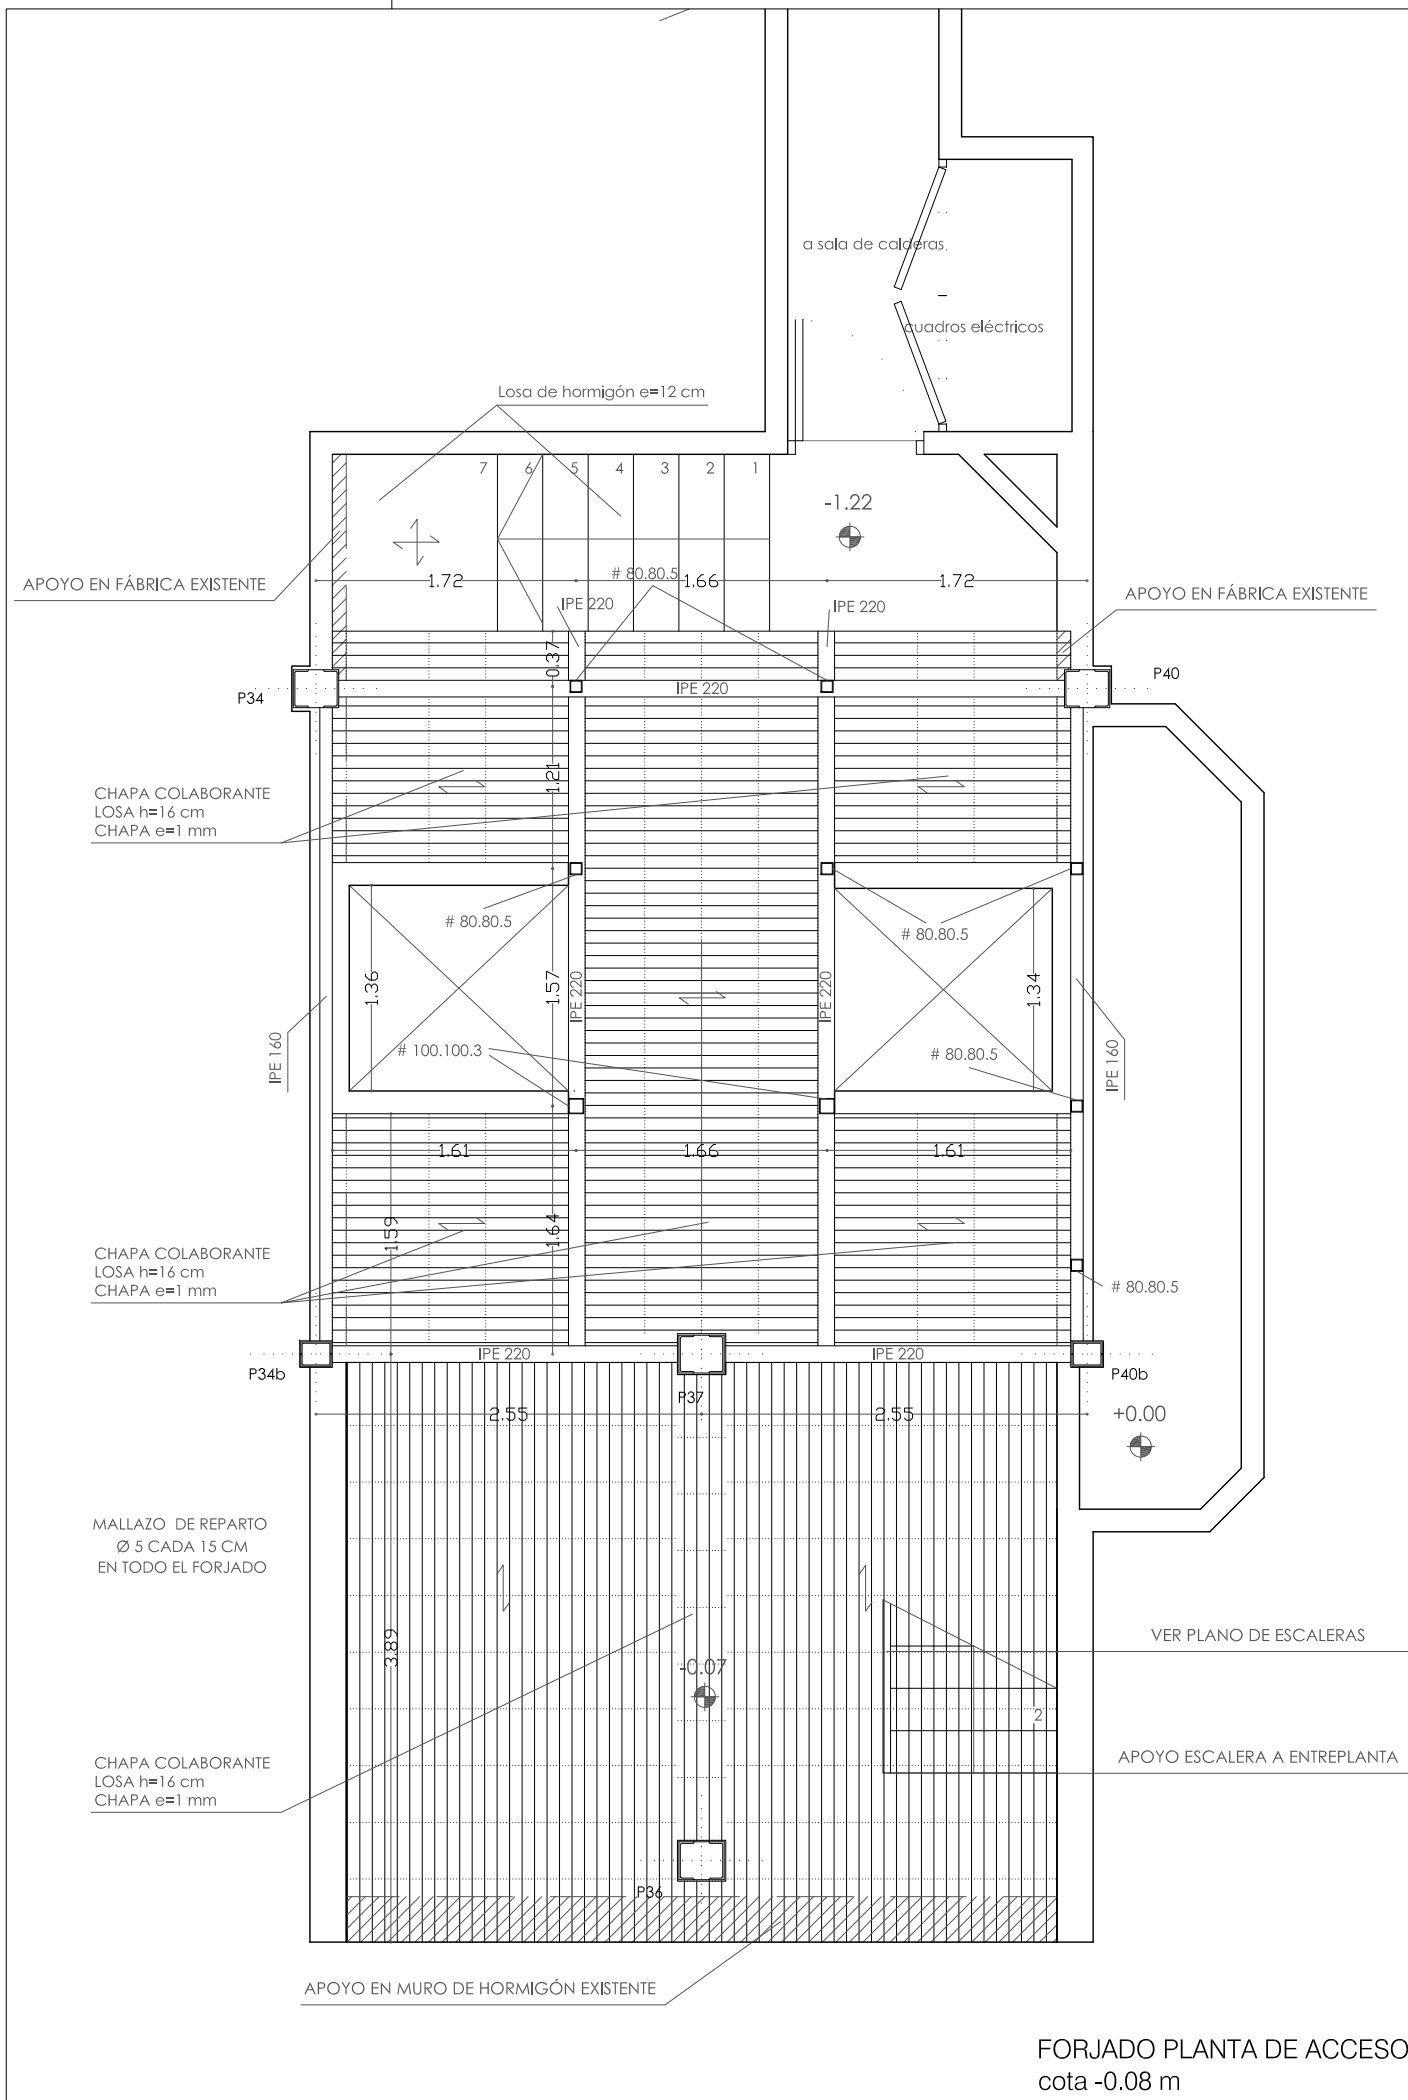 a sala de calderas
cuadros eléctricos
Losa de hormigón e=12 cm
7
6
5
4
3
2
1
-1.22
APOYO EN FÁBRICA EXISTENTE
1.72
# 80.80.5
1.66
1.72
APOYO EN FÁBRICA EXISTENTE
IPE 220
IPE 220
0.37
P34
IPE 220
P40
1.21
CHAPA COLABORANTE
LOSA h=16 cm
CHAPA e=1 mm
# 80.80.5
# 80.80.5
1.36
1.57
IPE 220
IPE 220
1.34
IPE 160
# 100.100.3
# 80.80.5
IPE 160
1.61
1.66
1.61
1.59
1.64
CHAPA COLABORANTE
LOSA h=16 cm
CHAPA e=1 mm
# 80.80.5
IPE 220
IPE 220
P34b
P37
P40b
2.55
2.55
+0.00
MALLAZO DE REPARTO
Ø 5 CADA 15 CM
EN TODO EL FORJADO
3.89
-0.07
VER PLANO DE ESCALERAS
2
APOYO ESCALERA A ENTREPLANTA
CHAPA COLABORANTE
LOSA h=16 cm
CHAPA e=1 mm
P36
APOYO EN MURO DE HORMIGÓN EXISTENTE
FORJADO PLANTA DE ACCESO
cota -0.08 m